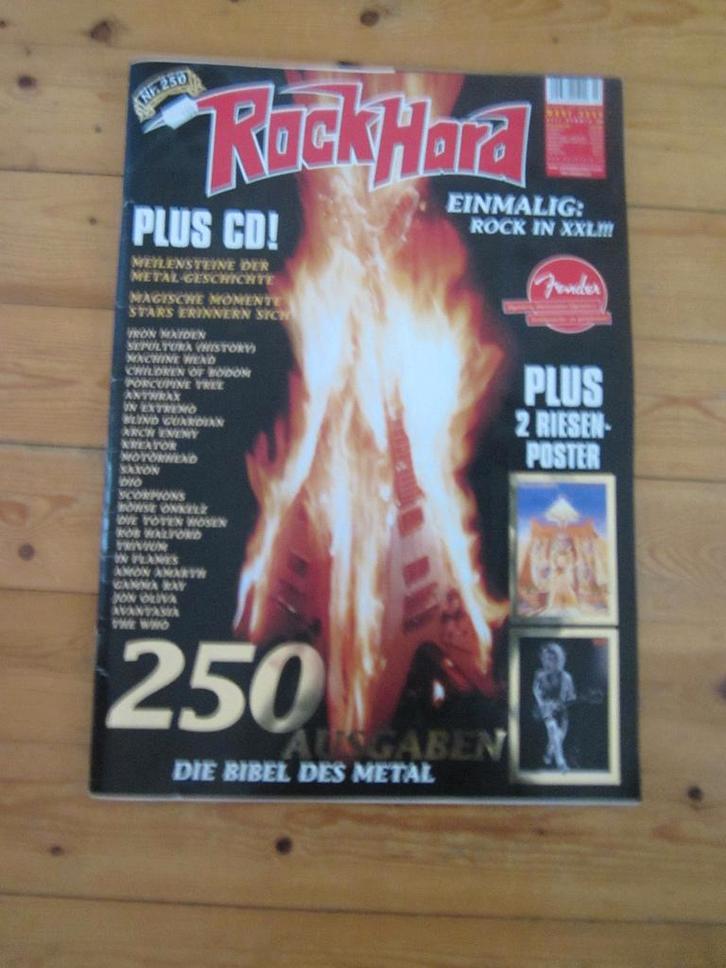 Nr. 250
RockHard
EINMALIG:
ROCK IN XXL!!!
PLUS CD!
MEILENSTEINE DER
METAL-GESCHICHTE
MAGISCHE MOMENTE
STARS ERINNERN SICH
IRON MAIDEN
SEPULTURA (HISTORY)
MACHINE HEAD
CHILDREN OF BODOM
PORCUPINE TREE
ANTHRAX
IN EXTREMO
BLIND GUARDIAN
ARCH ENEMY
KREATOR
MOTÖRHEAD
SAXON
DIO
SCORPIONS
BÖHSE ONKELZ
DIE TOTEN HOSEN
ROB HALFORD
TRIVIUM
IN FLAMES
AMON AMARTH
GAMMA RAY
JON OLIVA
AVANTASIA
THE WHO
Fender
PLUS
2 RIESEN-
POSTER
250
AUSGABEN
DIE BIBEL DES METAL